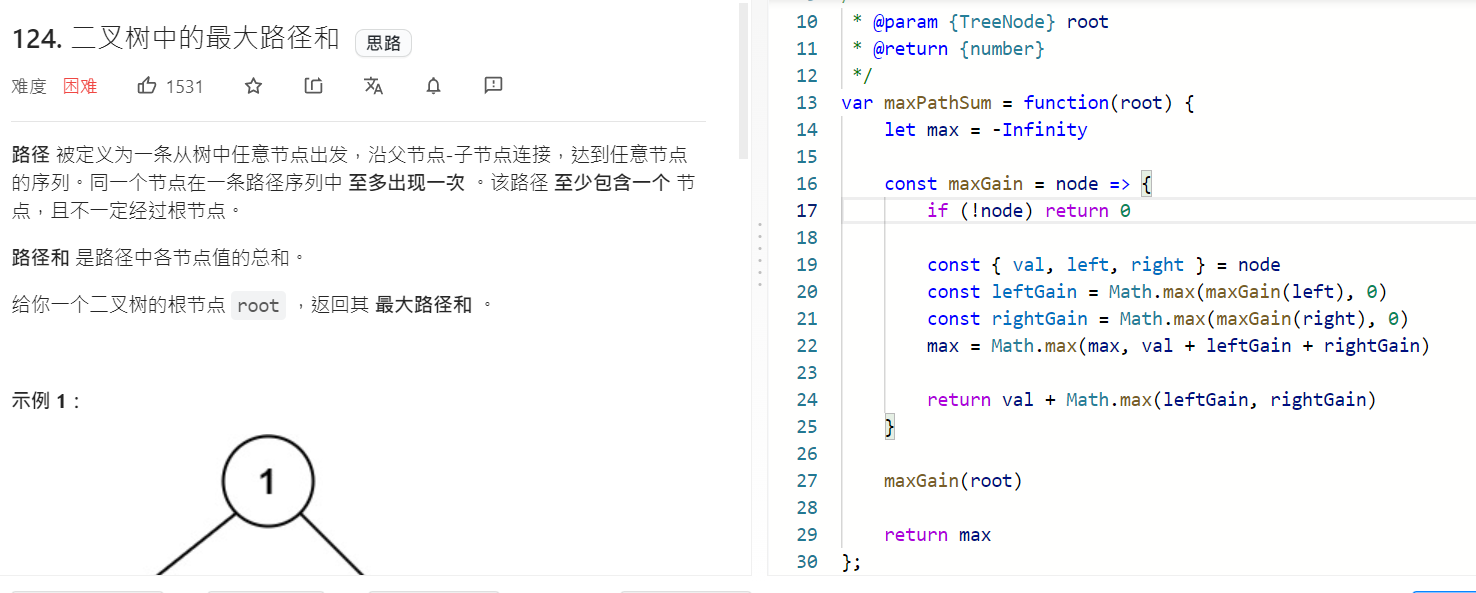 124. 二叉树中的最大路径和 思路
难度 困难 1531
路径 被定义为一条从树中任意节点出发，沿父节点-子节点连接，达到任意节点
的序列。同一个节点在一条路径序列中 至多出现一次 。该路径 至少包含一个 节
点，且不一定经过根节点。
路径和 是路径中各节点值的总和。
给你一个二叉树的根节点 root ，返回其 最大路径和 。
示例 1：
1
10 * @param {TreeNode} root
11 * @return {number}
12 */
13 var maxPathSum = function(root) {
14 let max = -Infinity
15
16 const maxGain = node => {
17 if (!node) return 0
18
19 const { val, left, right } = node
20 const leftGain = Math.max(maxGain(left), 0)
21 const rightGain = Math.max(maxGain(right), 0)
22 max = Math.max(max, val + leftGain + rightGain)
23
24 return val + Math.max(leftGain, rightGain)
25 }
26
27 maxGain(root)
28
29 return max
30 };